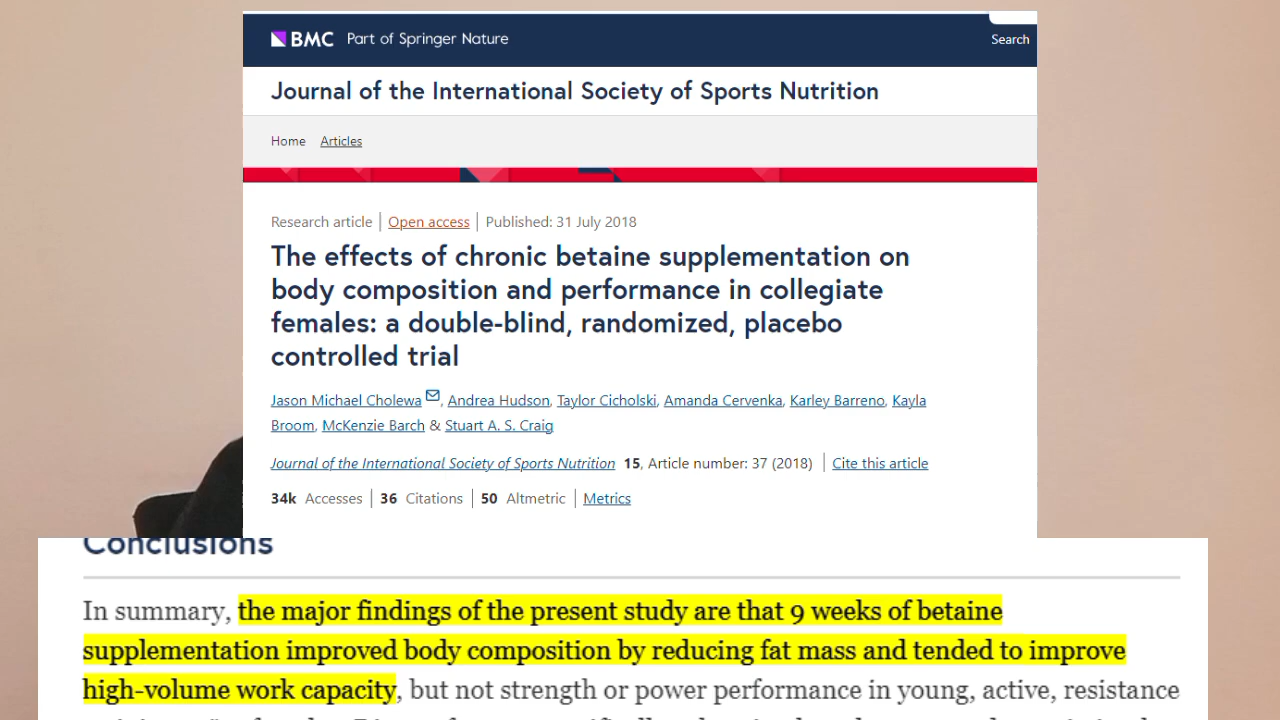 BMC Part of Springer Nature
Search
Journal of the International Society of Sports Nutrition
Home Articles
Research article | Open access | Published: 31 July 2018
The effects of chronic betaine supplementation on
body composition and performance in collegiate
females: a double-blind, randomized, placebo
controlled trial
Jason Michael Cholewa, Andrea Hudson, Taylor Cicholski, Amanda Cervenka, Karley Barreno, Kayla
Broom, McKenzie Barch & Stuart A. S. Craig
Journal of the International Society of Sports Nutrition 15, Article number: 37 (2018) | Cite this article
34k Accesses | 36 Citations | 50 Altmetric | Metrics
Conclusions
In summary, the major findings of the present study are that 9 weeks of betaine
supplementation improved body composition by reducing fat mass and tended to improve
high-volume work capacity, but not strength or power performance in young, active, resistance